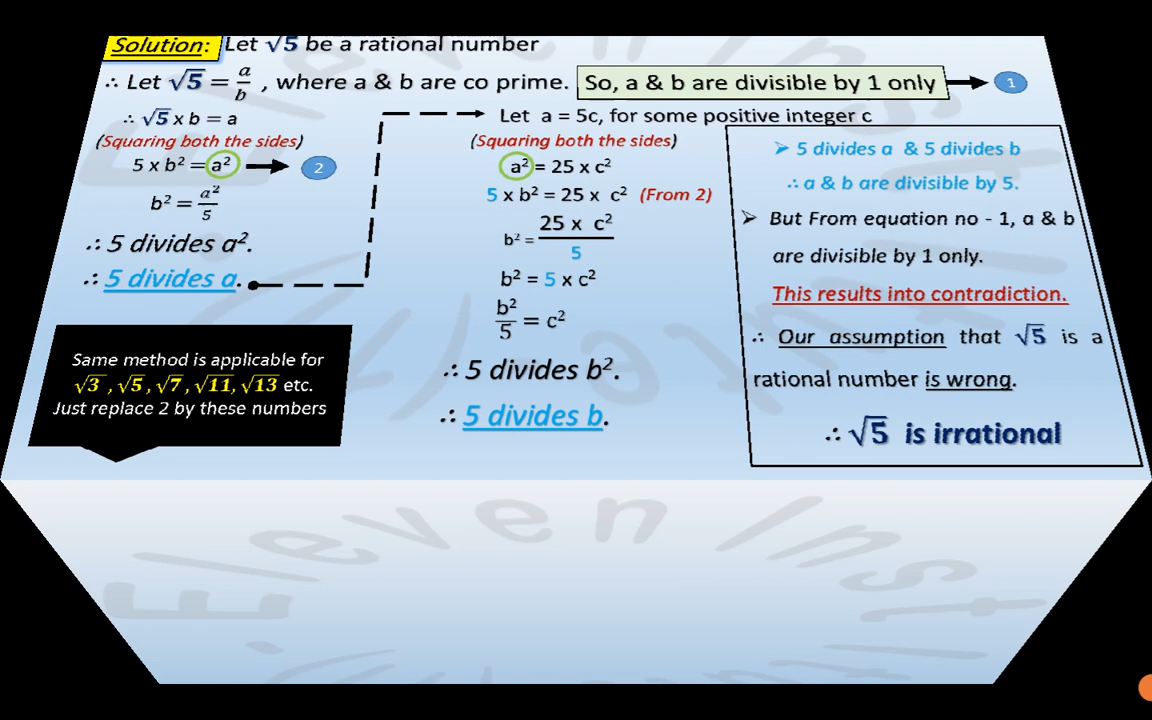 Solution: Let √5 be a rational number
∴ Let √5 = a/b , where a & b are co prime. So, a & b are divisible by 1 only 1
∴ √5 x b = a
(Squaring both the sides)
5 x b² = a² 2
b² = a²/5
∴ 5 divides a².
∴ 5 divides a.
Same method is applicable for
√3 , √5 , √7 , √11, √13 etc.
Just replace 2 by these numbers
Let a = 5c, for some positive integer c
(Squaring both the sides)
a² = 25 x c²
5 x b² = 25 x c² (From 2)
b² = 25 x c²/5
b² = 5 x c²
b²/5 = c²
∴ 5 divides b².
∴ 5 divides b.
➢ 5 divides a & 5 divides b
∴ a & b are divisible by 5.
➢ But From equation no - 1, a & b
are divisible by 1 only.
This results into contradiction.
∴ Our assumption that √5 is a
rational number is wrong.
∴ √5 is irrational
Eleven Inst